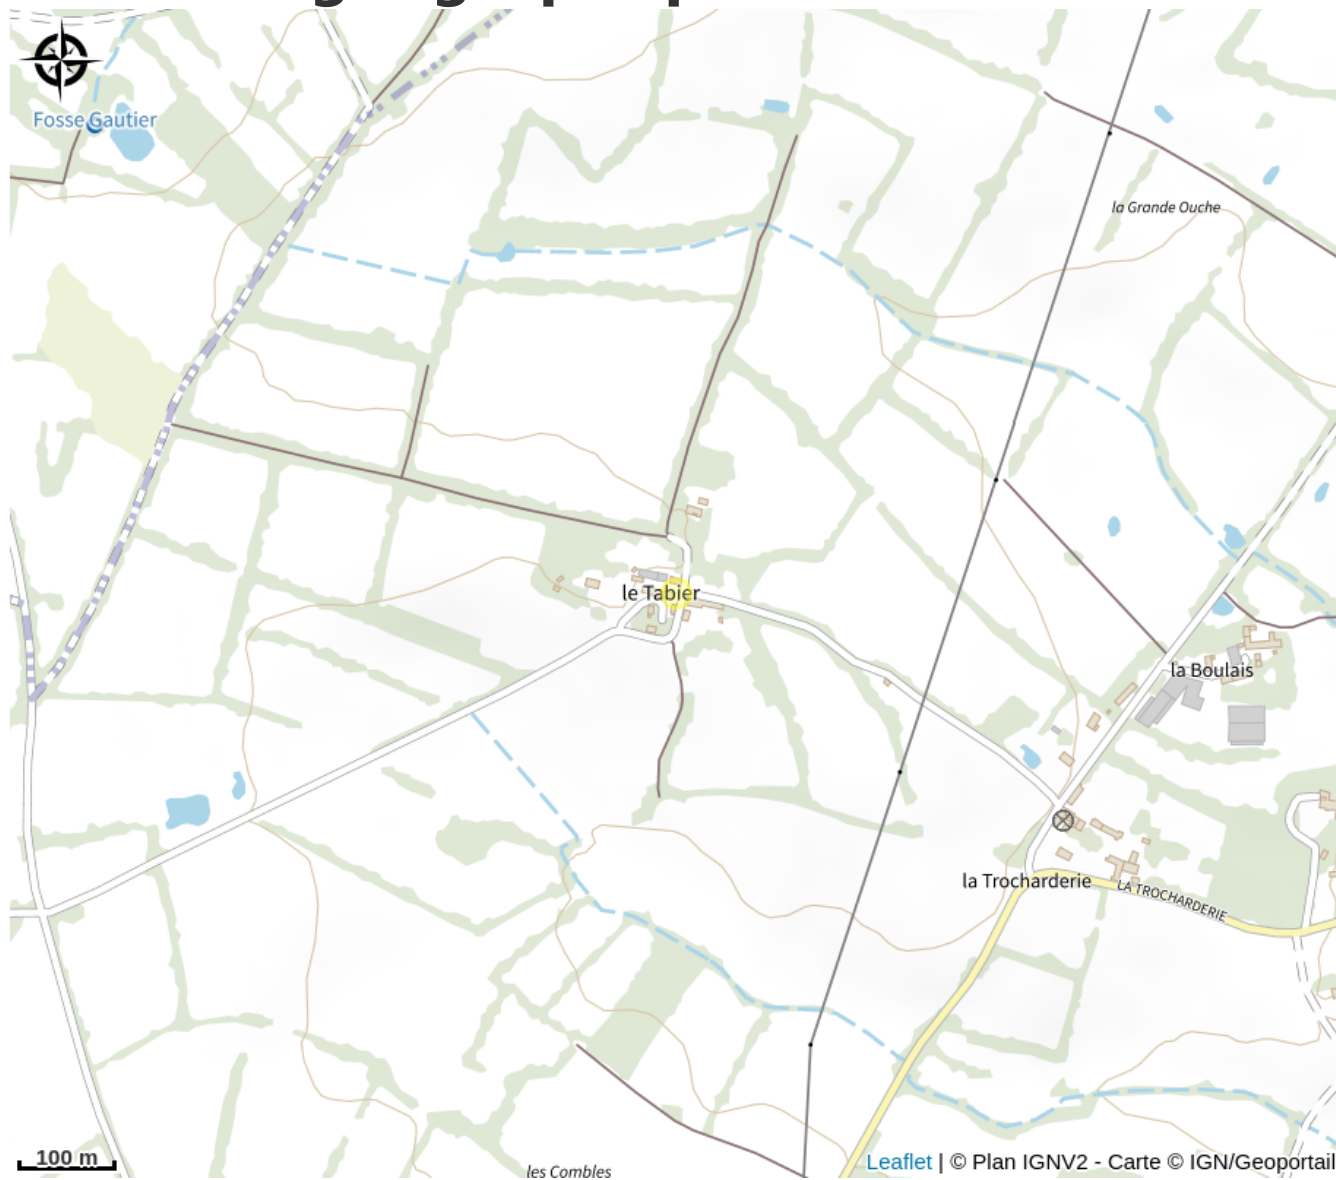 Fosse Gautier
la Grande Ouche
le Tabier
la Boulais
la Trocharderie
LA TROCHARDERIE
100 m
les Combles
Leaflet | © Plan IGNV2 - Carte © IGN/Geoportail